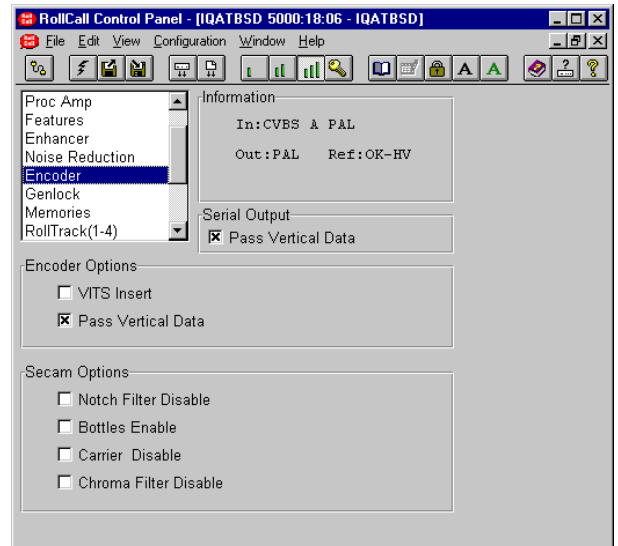 RollCall Control Panel - [IQATBSD 5000:18:06 - IQATBSD]
File Edit View Configuration Window Help
A A ? ?
Proc Amp
Features
Enhancer
Noise Reduction
Encoder
Genlock
Memories
RollTrack(1-4)
Information
In:CVBS A PAL
Out:PAL Ref:OK-HV
Serial Output
Pass Vertical Data
Encoder Options
VITS Insert
Pass Vertical Data
Secam Options
Notch Filter Disable
Bottles Enable
Carrier Disable
Chroma Filter Disable